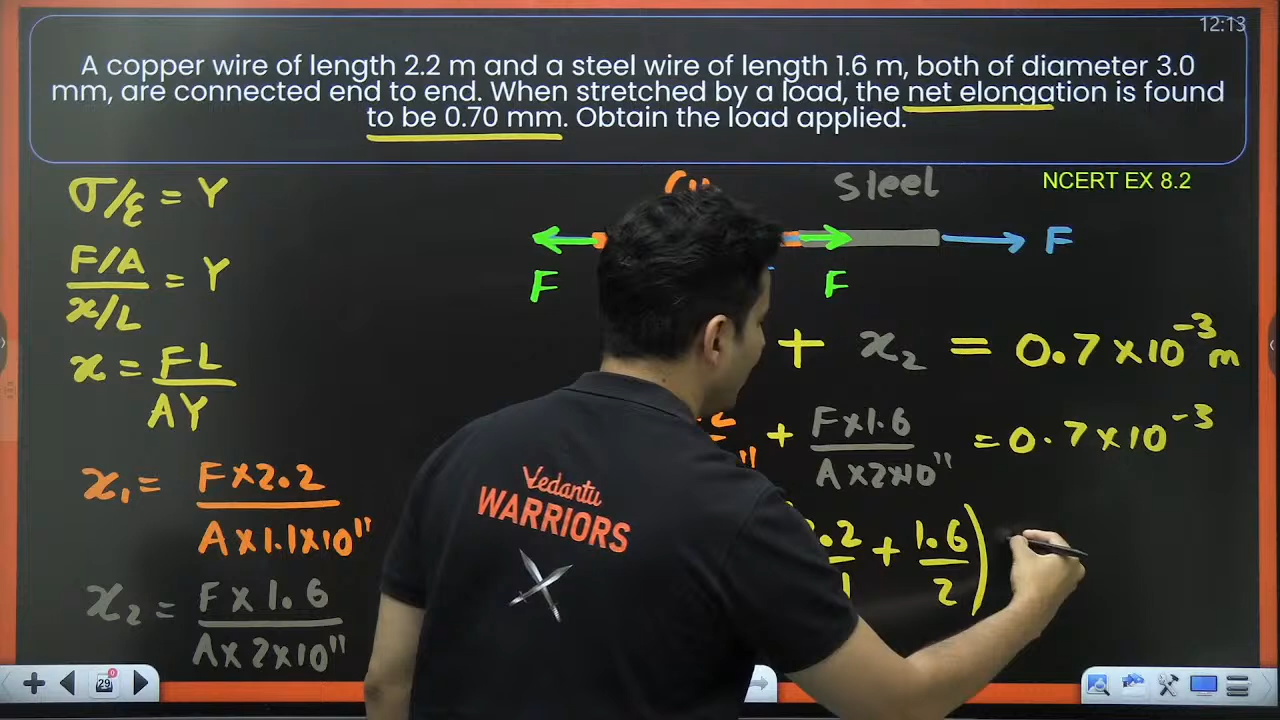 12:13
A copper wire of length 2.2 m and a steel wire of length 1.6 m, both of diameter 3.0
mm, are connected end to end. When stretched by a load, the net elongation is found
to be 0.70 mm. Obtain the load applied.
σ/ε = Y
Steel
NCERT EX 8.2
F
F/A
x/L
= Y
F
F
x = FL
AY
+ x₂ = 0.7×10⁻³ m
+ F×1.6
A×2×10¹¹
= 0.7×10⁻³
x₁ = F×2.2
A×1.1×10¹¹
+ 1.6
2
)
x₂ = F×1.6
A×2×10¹¹
Vedantu
WARRIORS
29